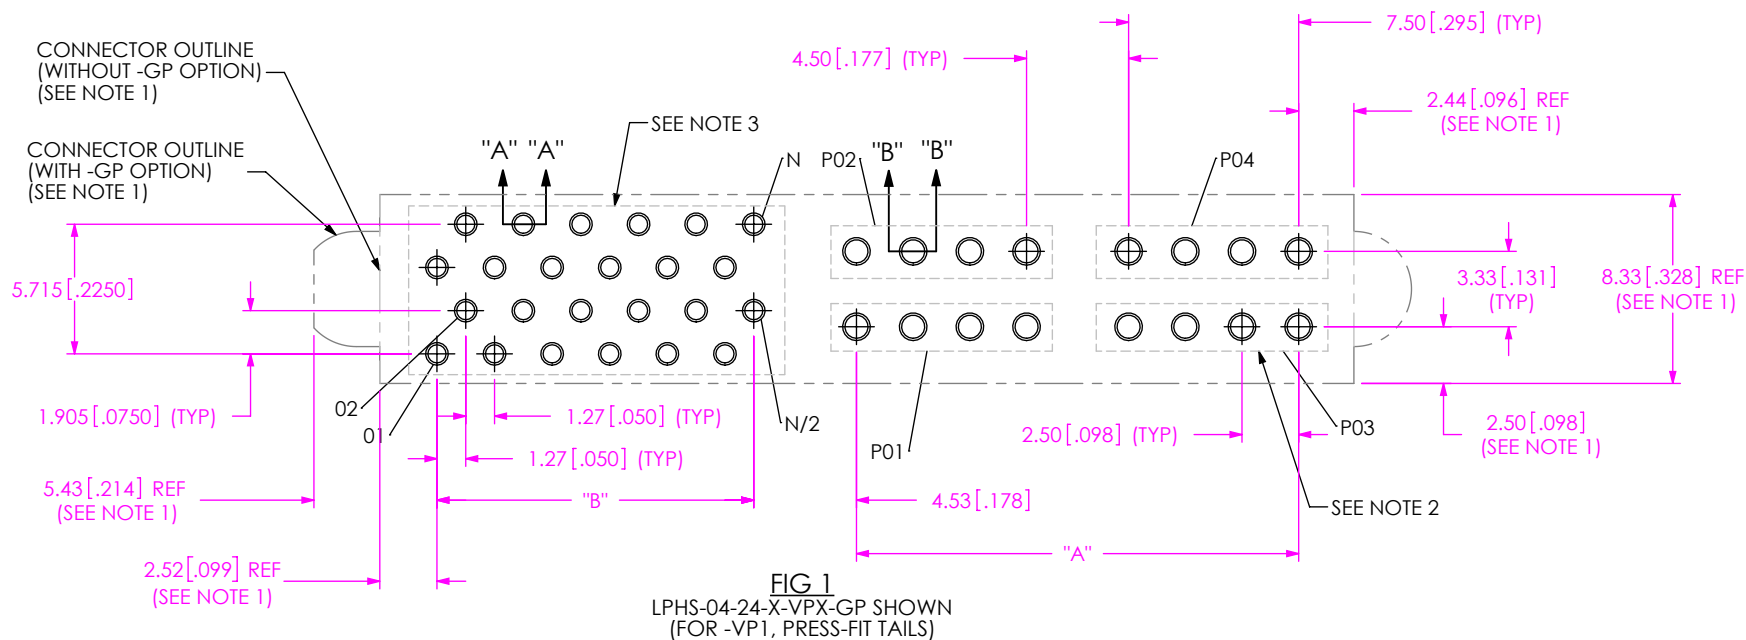 CONNECTOR OUTLINE
(WITHOUT -GP OPTION)
(SEE NOTE 1)
CONNECTOR OUTLINE
(WITH -GP OPTION)
(SEE NOTE 1)
7.50[.295] (TYP)
4.50[.177] (TYP)
2.44[.096] REF
(SEE NOTE 1)
SEE NOTE 3
"A" "A"
N
P02
"B" "B"
P04
5.715[.2250]
3.33[.131]
(TYP)
8.33[.328] REF
(SEE NOTE 1)
1.905[.0750] (TYP)
02
01
1.27[.050] (TYP)
1.27[.050] (TYP)
N/2
P01
2.50[.098] (TYP)
P03
2.50[.098]
(SEE NOTE 1)
5.43[.214] REF
(SEE NOTE 1)
"B"
4.53[.178]
SEE NOTE 2
"A"
2.52[.099] REF
(SEE NOTE 1)
FIG 1
LPHS-04-24-X-VPX-GP SHOWN
(FOR -VP1, PRESS-FIT TAILS)